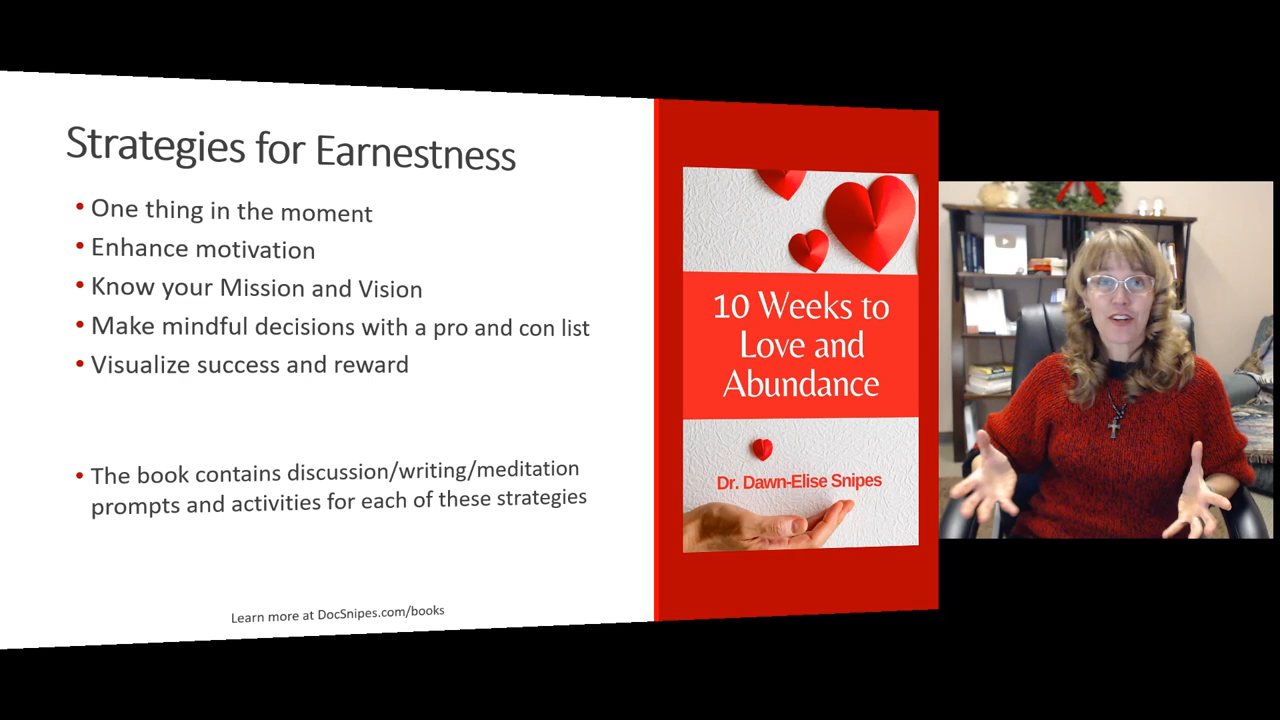 Strategies for Earnestness
• One thing in the moment
• Enhance motivation
• Know your Mission and Vision
• Make mindful decisions with a pro and con list
• Visualize success and reward
• The book contains discussion/writing/meditation
prompts and activities for each of these strategies
Learn more at DocSnipes.com/books
10 Weeks to
Love and
Abundance
Dr. Dawn-Elise Snipes